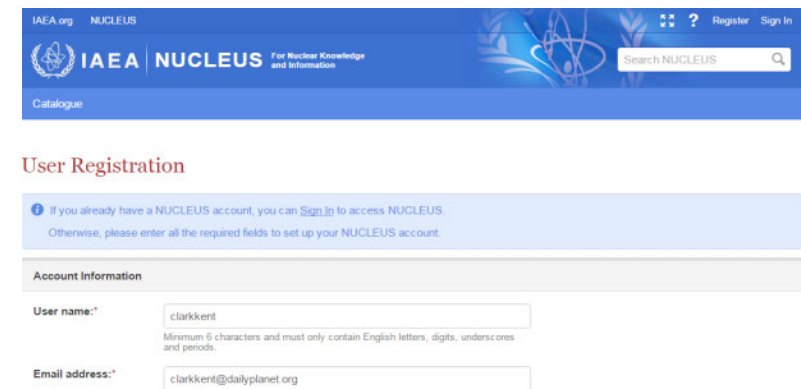 IAEA.org NUCLEUS ? Register Sign In
IAEA NUCLEUS For Nuclear Knowledge
and Information
Search NUCLEUS
Catalogue
User Registration
If you already have a NUCLEUS account, you can Sign In to access NUCLEUS.
Otherwise, please enter all the required fields to set up your NUCLEUS account.
Account Information
User name:* clarkkent
Minimum 6 characters and must only contain English letters, digits, underscores
and periods.
Email address:* clarkkent@dailyplanet.org